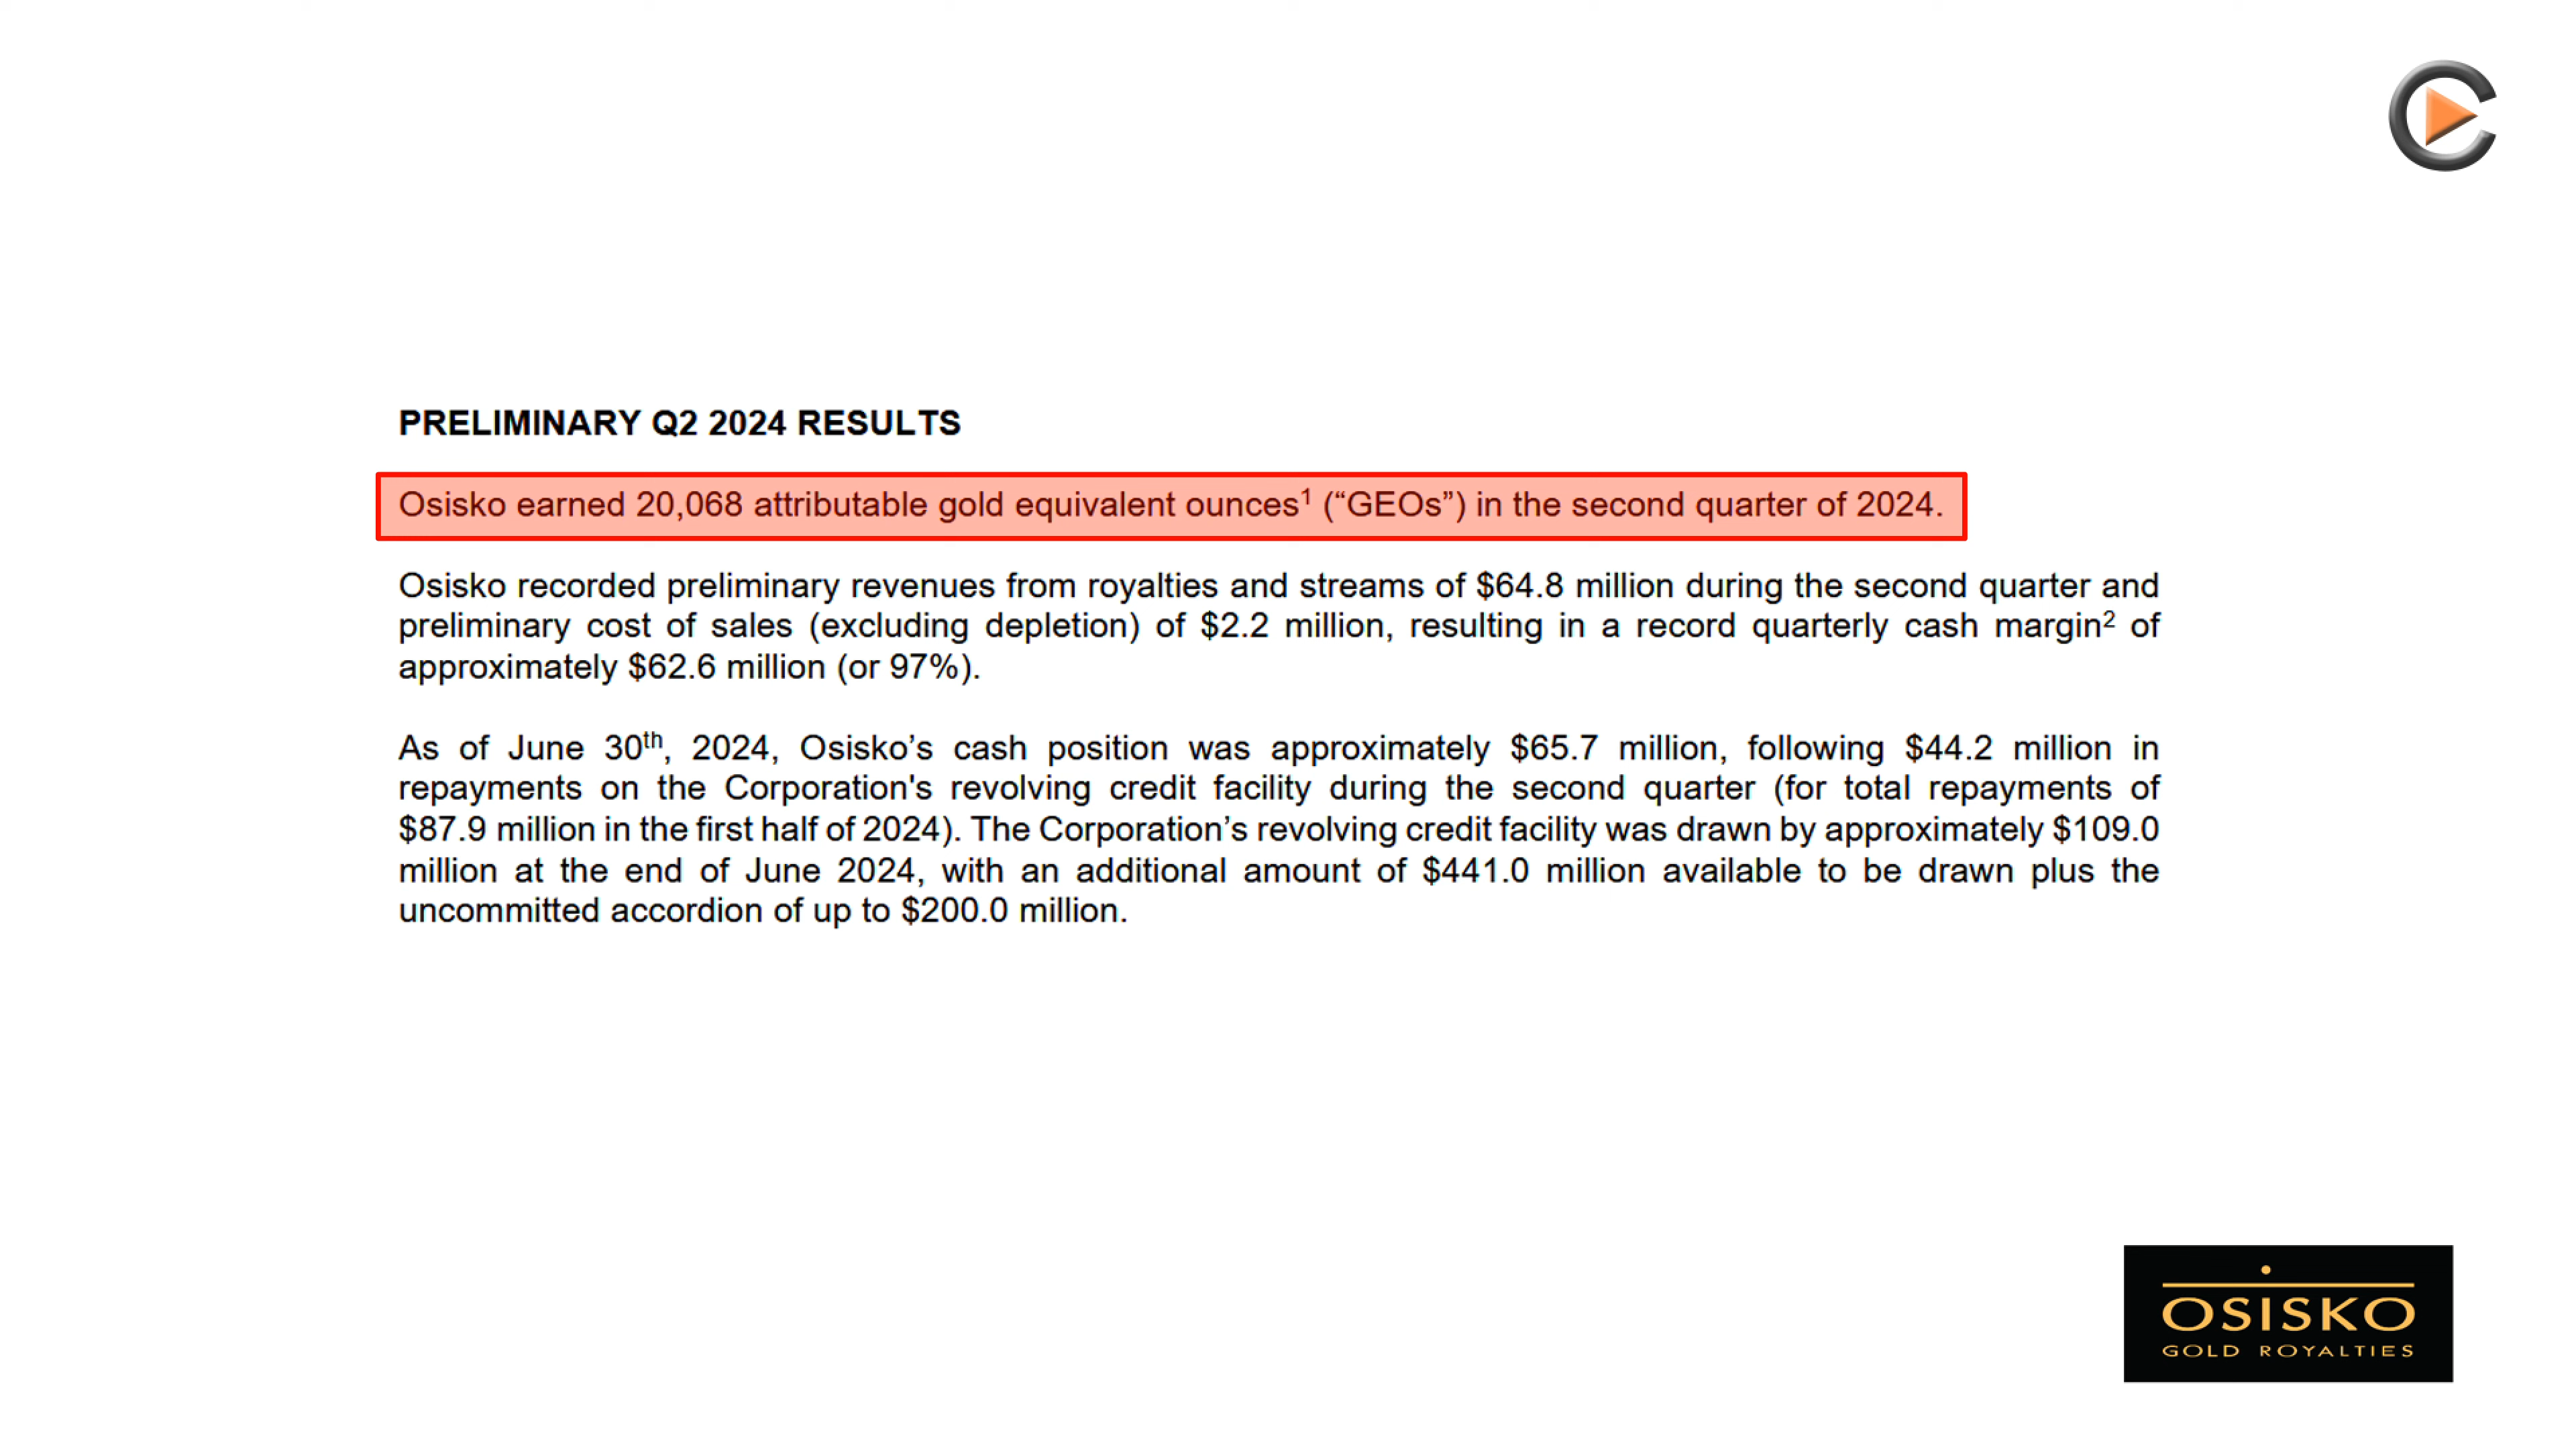 PRELIMINARY Q2 2024 RESULTS
Osisko earned 20,068 attributable gold equivalent ounces¹ (“GEOs”) in the second quarter of 2024.
Osisko recorded preliminary revenues from royalties and streams of $64.8 million during the second quarter and
preliminary cost of sales (excluding depletion) of $2.2 million, resulting in a record quarterly cash margin² of
approximately $62.6 million (or 97%).
As of June 30th, 2024, Osisko’s cash position was approximately $65.7 million, following $44.2 million in
repayments on the Corporation's revolving credit facility during the second quarter (for total repayments of
$87.9 million in the first half of 2024). The Corporation’s revolving credit facility was drawn by approximately $109.0
million at the end of June 2024, with an additional amount of $441.0 million available to be drawn plus the
uncommitted accordion of up to $200.0 million.
OSISKO
GOLD ROYALTIES